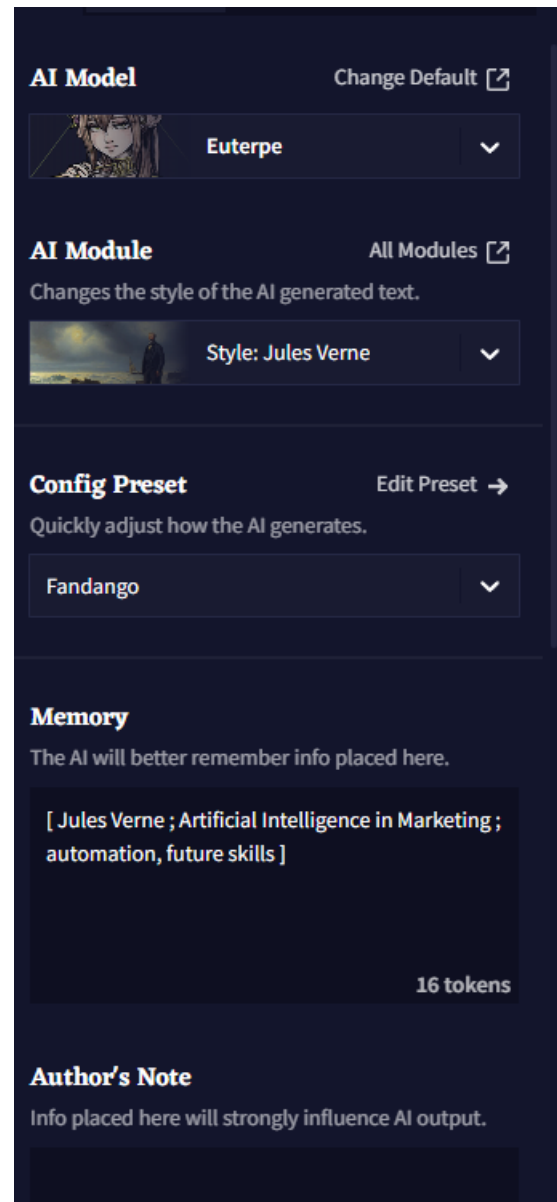 AI Model
Change Default
Euterpe
AI Module
All Modules
Changes the style of the AI generated text.
Style: Jules Verne
Config Preset
Edit Preset →
Quickly adjust how the AI generates.
Fandango
Memory
The AI will better remember info placed here.
[ Jules Verne ; Artificial Intelligence in Marketing ;
automation, future skills ]
16 tokens
Author's Note
Info placed here will strongly influence AI output.